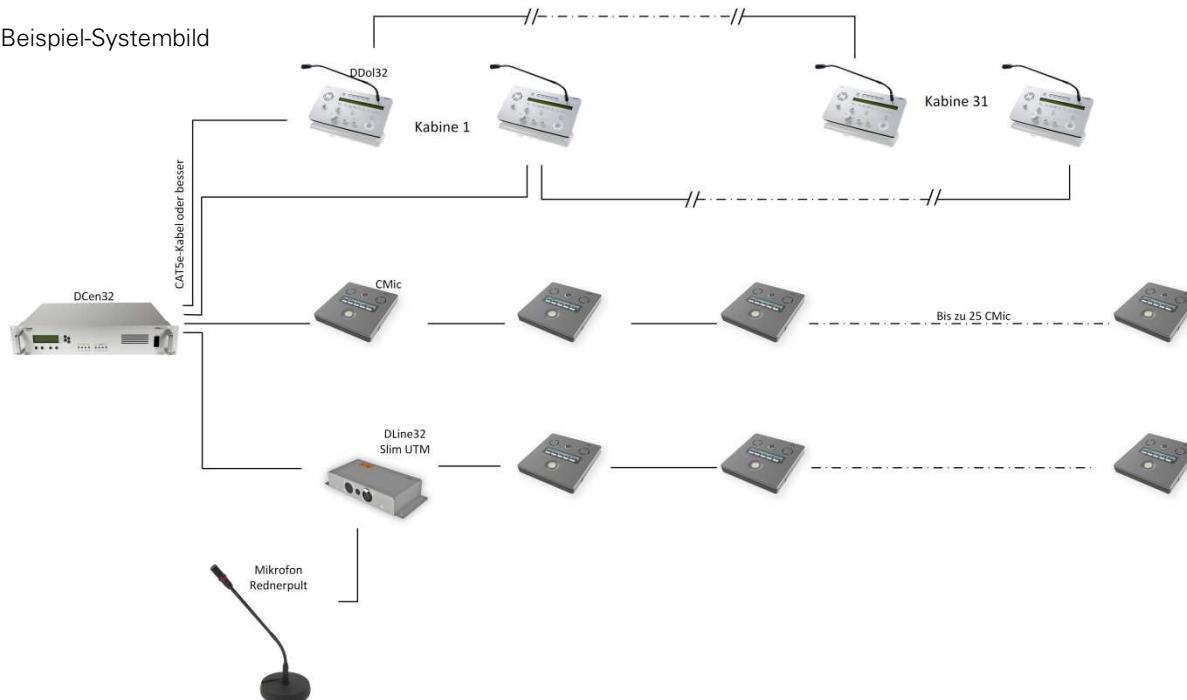 Beispiel-Systembild
DDol32
Kabine 1
Kabine 31
CAT5e-Kabel oder besser
DCen32
CMic
Bis zu 25 CMic
DLine32
Slim UTM
Mikrofon
Rednerpult